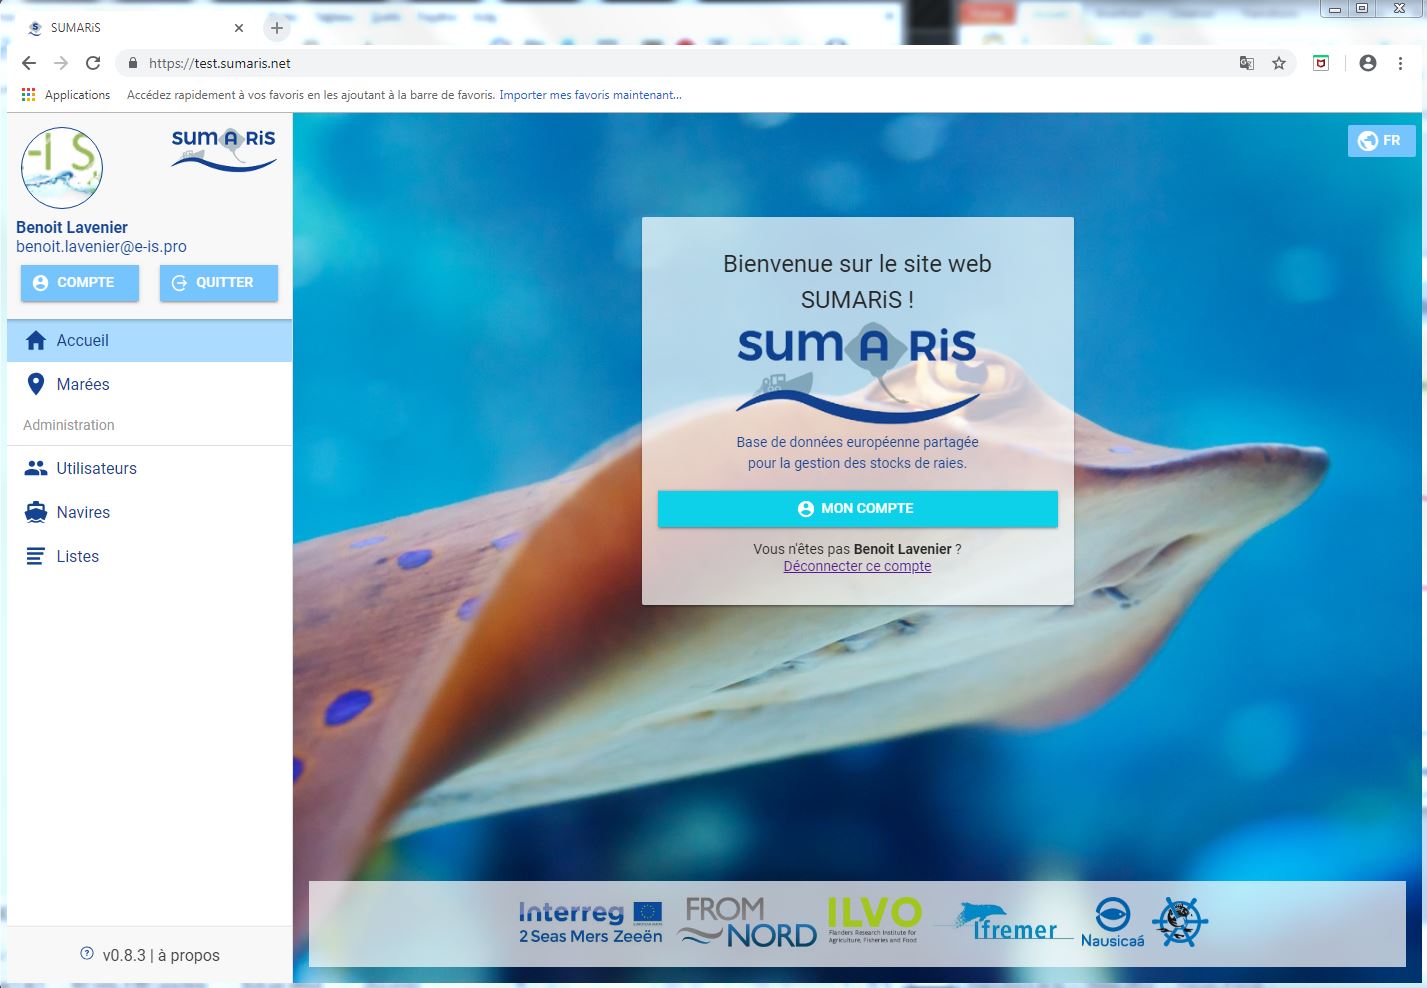 SUMARiS
https://test.sumaris.net
Applications
Accédez rapidement à vos favoris en les ajoutant à la barre de favoris. Importer mes favoris maintenant...
-I S
sumARiS
Benoit Lavenier
benoit.lavenier@e-is.pro
COMPTE
QUITTER
Accueil
Marées
Administration
Utilisateurs
Navires
Listes
v0.8.3 | à propos
FR
Bienvenue sur le site web
SUMARiS !
sumARiS
Base de données européenne partagée
pour la gestion des stocks de raies.
MON COMPTE
Vous n'êtes pas Benoit Lavenier ?
Déconnecter ce compte
Interreg
2 Seas Mers Zeeën
FROM
NORD
ILVO
Flanders Research Institute for
Agriculture, Fisheries and Food
Ifremer
Nausicaá